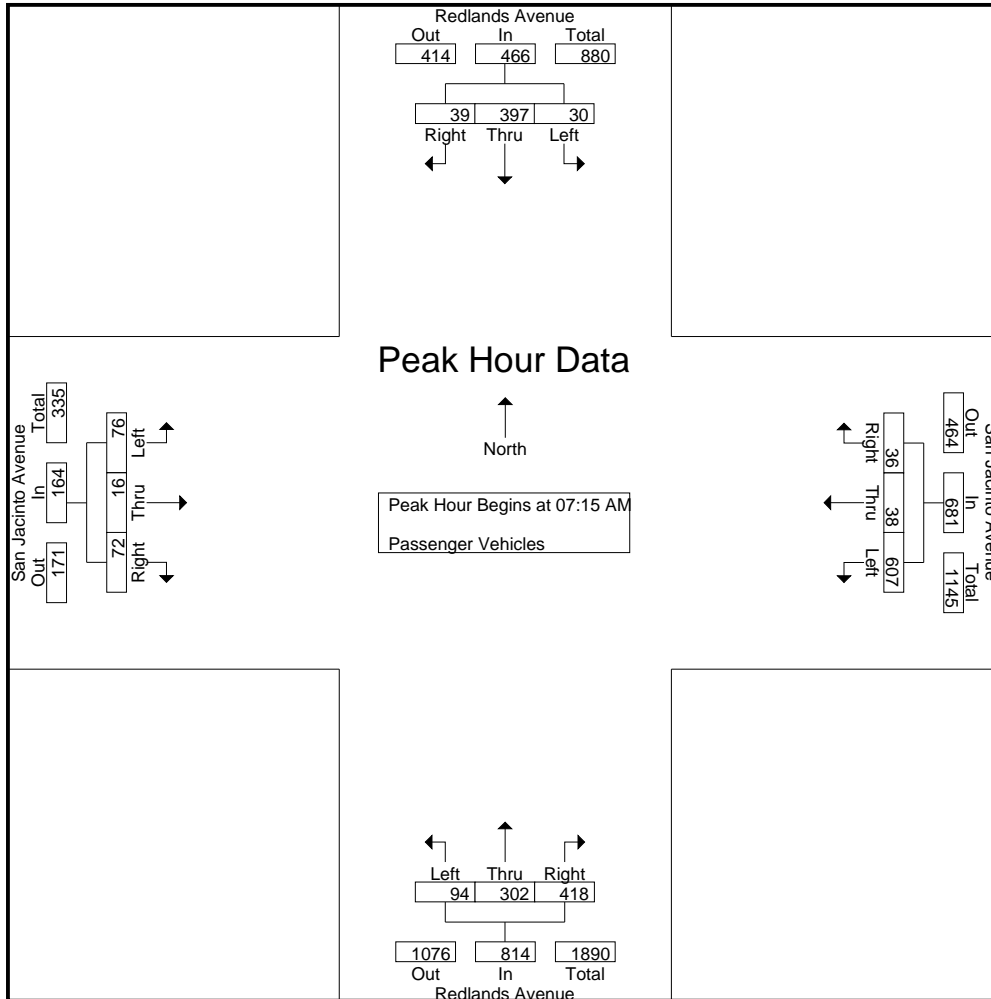 Redlands Avenue
Out In Total
414 466 880
39 397 30
Right Thru Left
Peak Hour Data
North
Peak Hour Begins at 07:15 AM
Passenger Vehicles
San Jacinto Avenue
Out In Total
171 164 335
72 16 76
Right Thru Left
San Jacinto Avenue
Out In Total
464 681 1145
36 38 607
Right Thru Left
Left Thru Right
94 302 418
1076 814 1890
Out In Total
Redlands Avenue